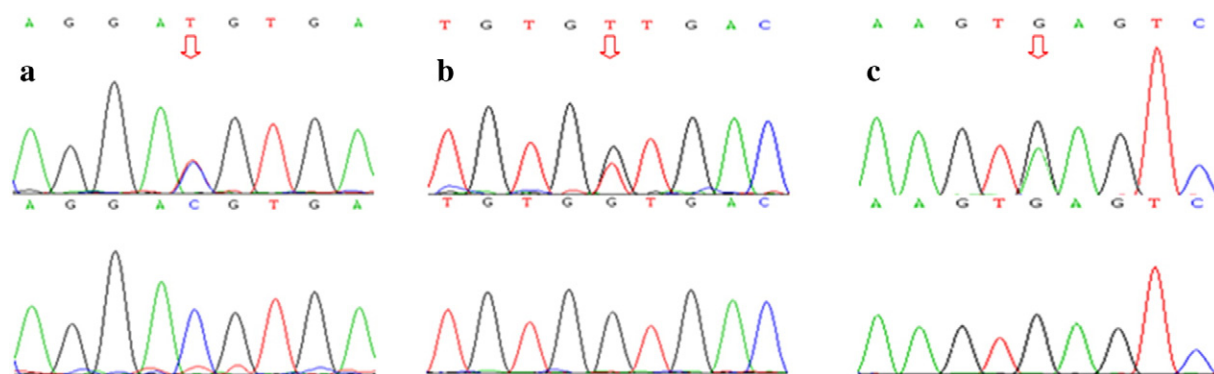 A G G A T G T G A
T G T G T T G A C
A A G T G A G T C
a
b
c
A G G A C G T G A
T G T G G T G A C
A A G T G A G T C